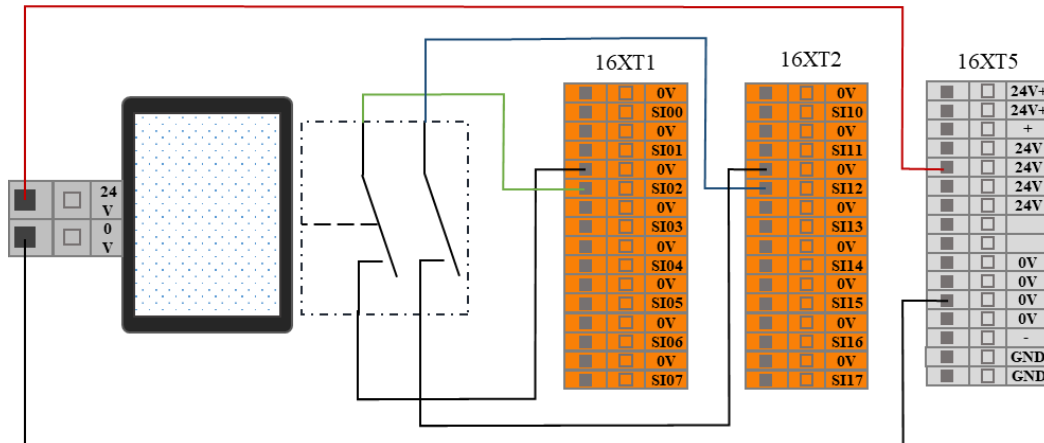 16XT1
16XT2
16XT5
24
V
0
V
0V
SI00
0V
SI01
0V
SI02
0V
SI03
0V
SI04
0V
SI05
0V
SI06
0V
SI07
0V
SI10
0V
SI11
0V
SI12
0V
SI13
0V
SI14
0V
SI15
0V
SI16
0V
SI17
24V+
24V+
+
24V
24V
24V
24V
0V
0V
0V
0V
-
GND
GND